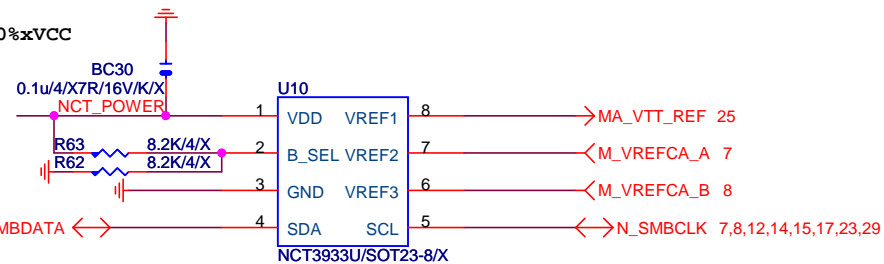 0%xVCC
BC30
0.1u/4/X7R/16V/K/X
NCT_POWER
U10
1 VDD VREF1 8 MA_VTT_REF 25
R63 8.2K/4/X
2 B_SEL VREF2 7 M_VREFCA_A 7
R62 8.2K/4/X
3 GND VREF3 6 M_VREFCA_B 8
MBDATA 4 SDA SCL 5 N_SMBCLK 7,8,12,14,15,17,23,29
NCT3933U/SOT23-8/X